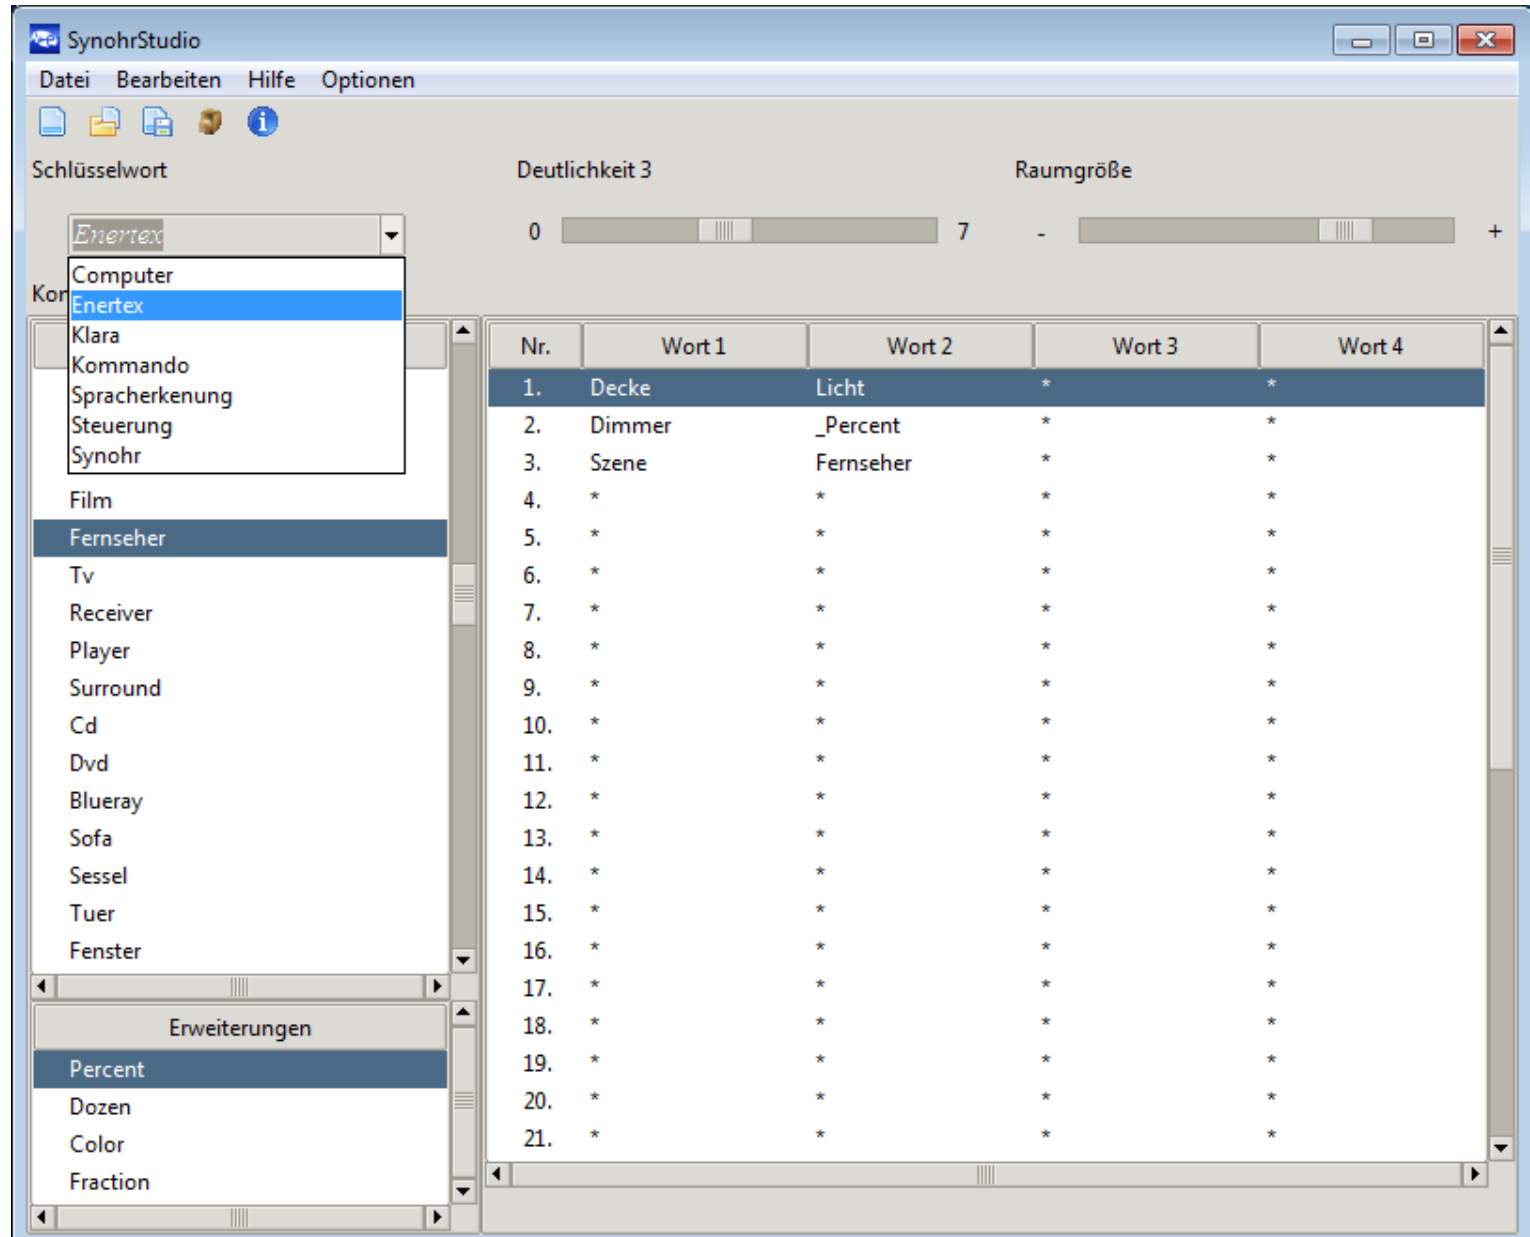 SynohrStudio
Datei Bearbeiten Hilfe Optionen
Schlüsselwort Deutlichkeit 3 Raumgröße
Enertex 0 7 - +
Computer
Enertex
Klara
Kommando
Spracherkenung
Steuerung
Synohr
Film
Fernseher
Tv
Receiver
Player
Surround
Cd
Dvd
Blueray
Sofa
Sessel
Tuer
Fenster
Erweiterungen
Percent
Dozen
Color
Fraction
Nr. Wort 1 Wort 2 Wort 3 Wort 4
1. Decke Licht * *
2. Dimmer _Percent * *
3. Szene Fernseher * *
4. * * * *
5. * * * *
6. * * * *
7. * * * *
8. * * * *
9. * * * *
10. * * * *
11. * * * *
12. * * * *
13. * * * *
14. * * * *
15. * * * *
16. * * * *
17. * * * *
18. * * * *
19. * * * *
20. * * * *
21. * * * *